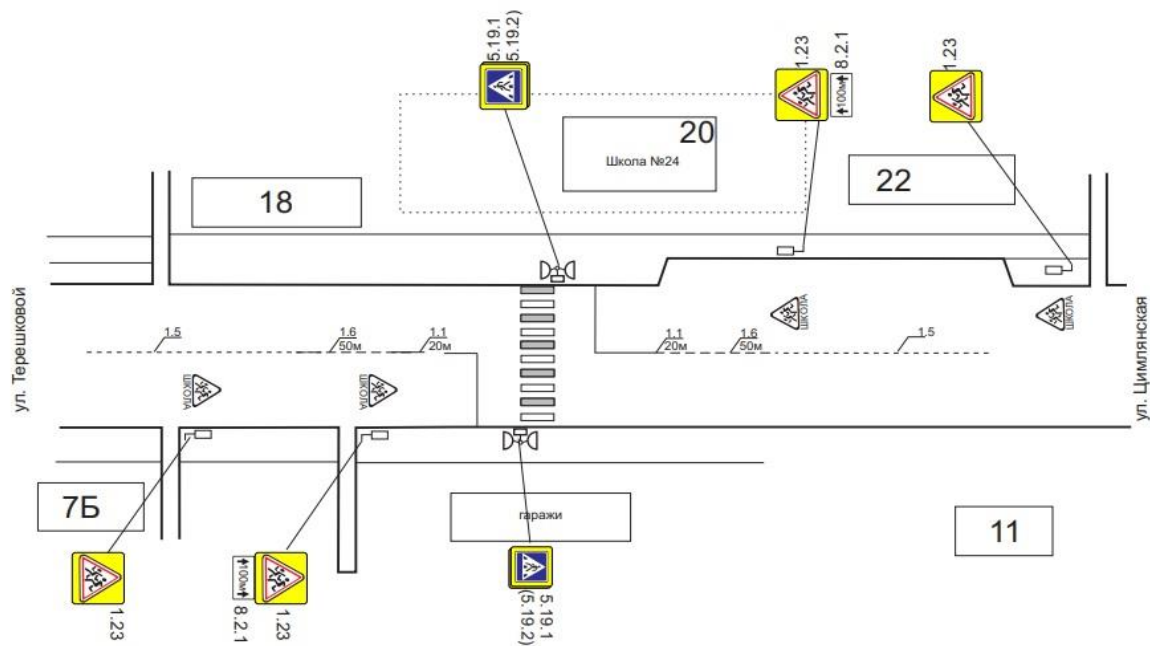 5.19.1
5.19.2)
1.23
100м
8.2.1
1.23
20
Школа №24
18
22
ул. Терешковой
ул. Цимлянская
1.5
1.6
50м
1.1
20м
1.1
20м
1.6
50м
1.5
ШКОЛА
ШКОЛА
ШКОЛА
ШКОЛА
7Б
гаражи
11
1.23
8.2.1
100м
1.23
5.19.1
(5.19.2)